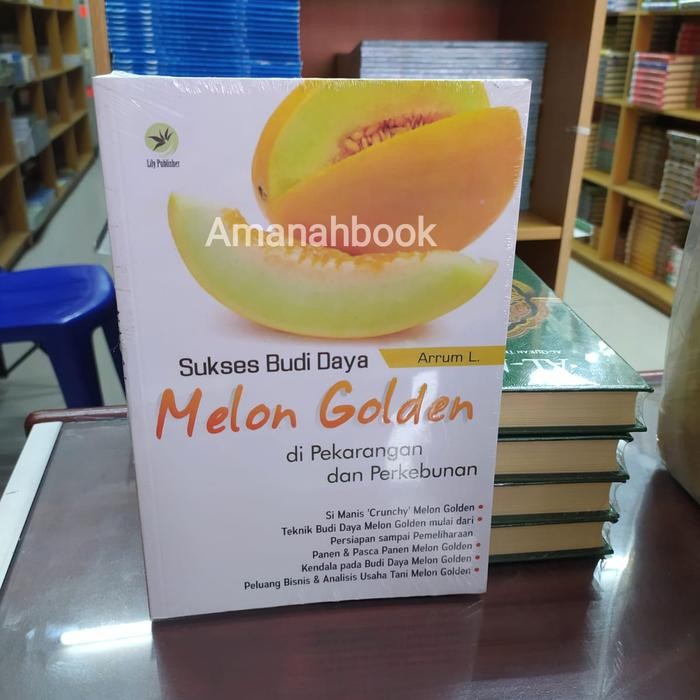 Lily Publisher
Amanahbook
Sukses Budi Daya
Arrum L.
Melon Golden
di Pekarangan
dan Perkebunan
Si Manis 'Crunchy' Melon Golden •
Teknik Budi Daya Melon Golden mulai dari •
Persiapan sampai Pemeliharaan
Panen & Pasca Panen Melon Golden •
Kendala pada Budi Daya Melon Golden •
Peluang Bisnis & Analisis Usaha Tani Melon Golden •